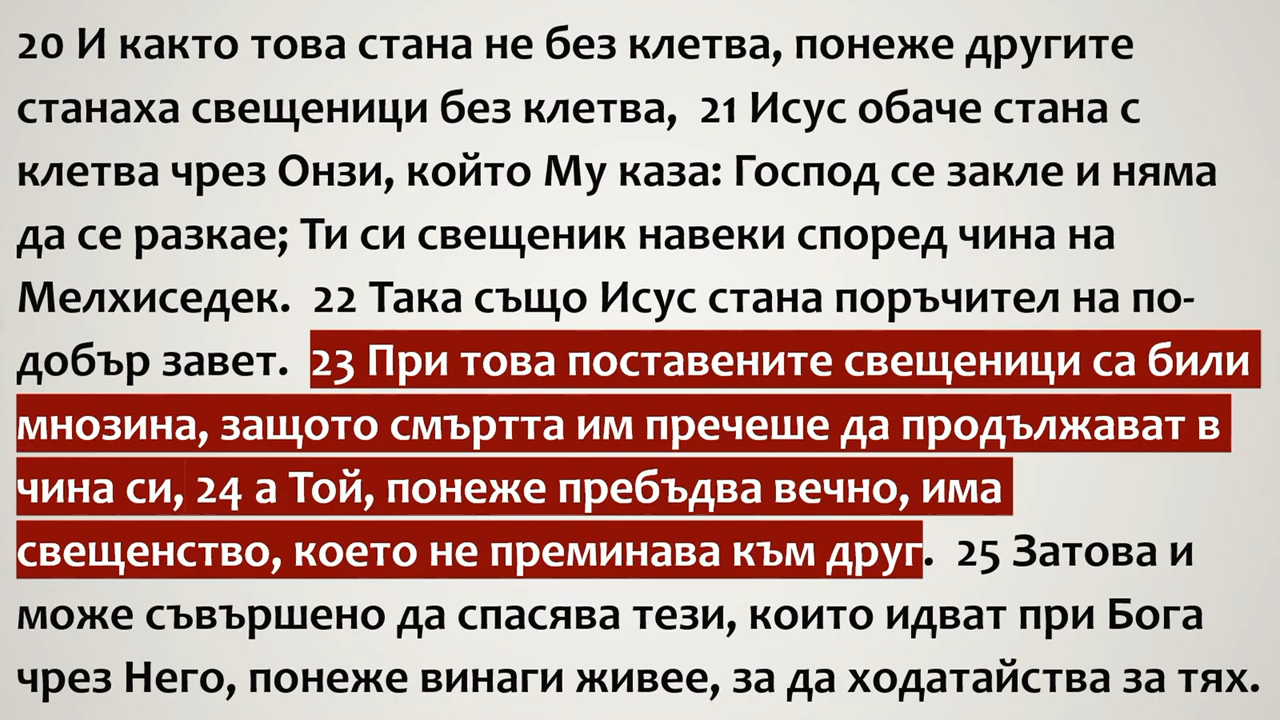 20 И както това стана не без клетва, понеже другите
станаха свещеници без клетва, 21 Исус обаче стана с
клетва чрез Онзи, който Му каза: Господ се закле и няма
да се разкае; Ти си свещеник навеки според чина на
Мелхиседек. 22 Така също Исус стана поръчител на по-
добър завет. 23 При това поставените свещеници са били
мнозина, защото смъртта им пречеше да продължават в
чина си, 24 а Той, понеже пребъдва вечно, има
свещенство, което не преминава към друг. 25 Затова и
може съвършено да спасява тези, които идват при Бога
чрез Него, понеже винаги живее, за да ходатайства за тях.